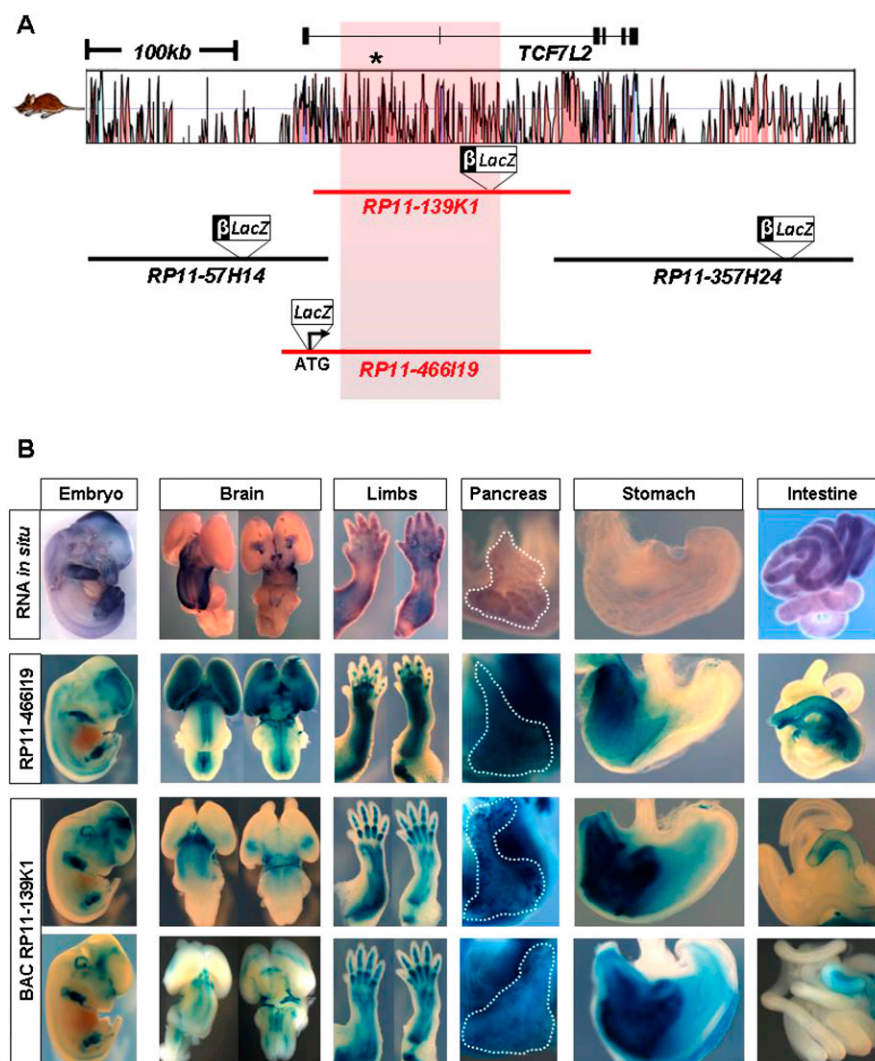 A
100kb
*
TCF7L2
β LacZ
RP11-139K1
β LacZ
β LacZ
RP11-57H14
RP11-357H24
LacZ
ATG
RP11-466I19
B
Embryo
Brain
Limbs
Pancreas
Stomach
Intestine
RNA in situ
RP11-466I19
BAC RP11-139K1